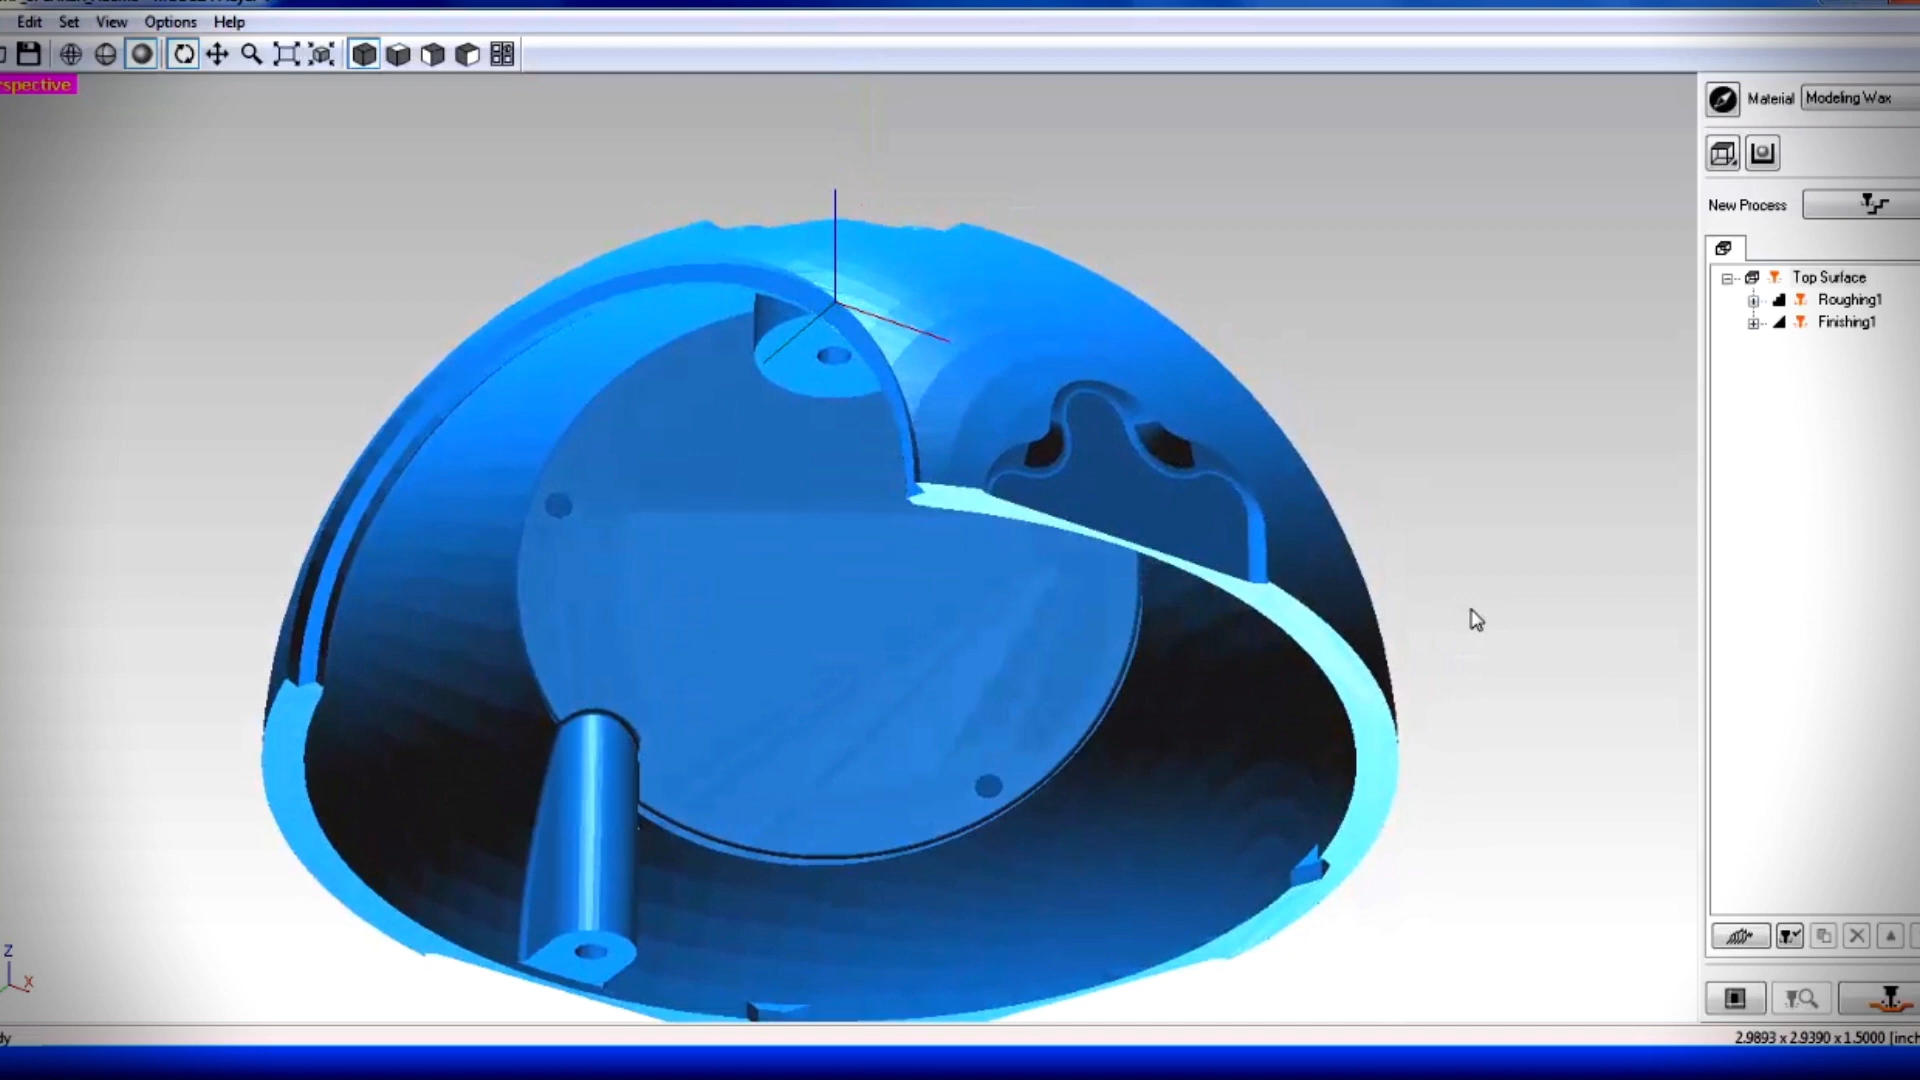 Edit Set View Options Help
spective
Material Modeling Wax
New Process
Top Surface
Roughing1
Finishing1
Z
X
dy
2.9893 x 2.9390 x 1.5000 [inch